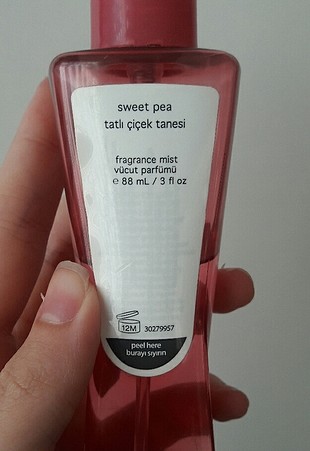 sweet pea
tatlı çiçek tanesi
fragrance mist
vücut parfümü
℮ 88 mL / 3 fl oz
12M 30279957
peel here
burayı sıyırın